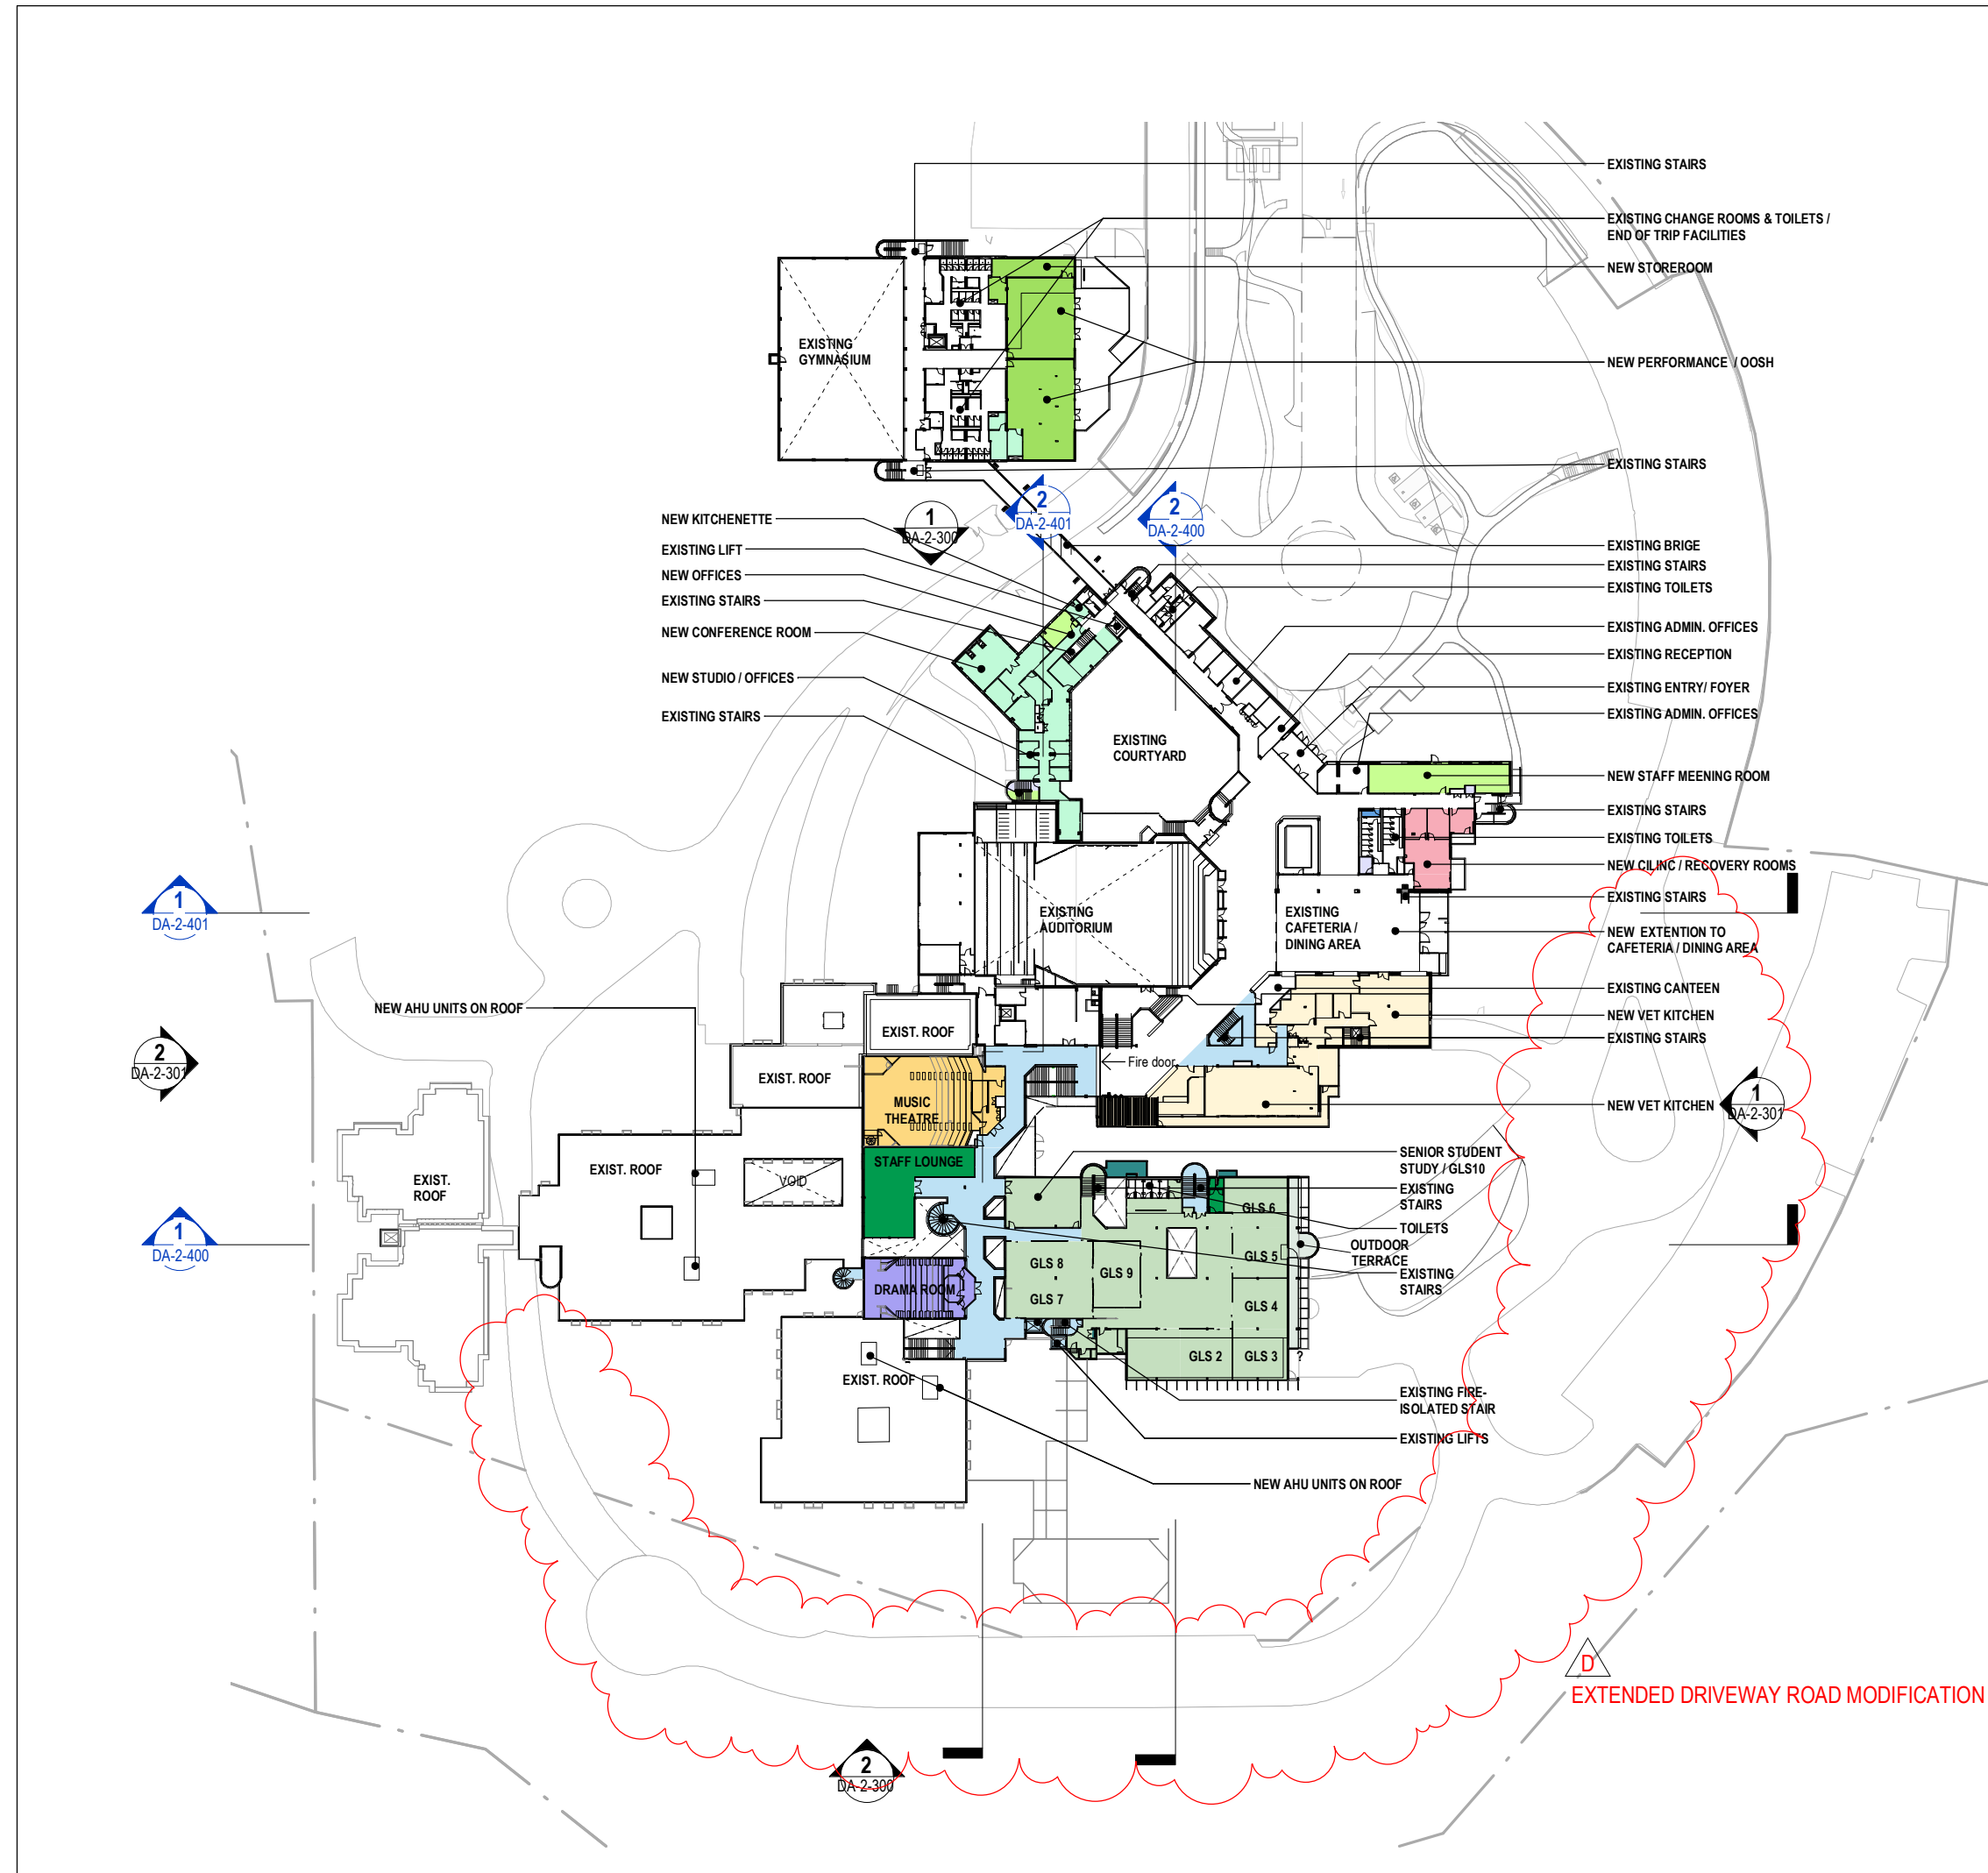 EXISTING STAIRS
EXISTING CHANGE ROOMS & TOILETS /
END OF TRIP FACILITIES
NEW STOREROOM
EXISTING
GYMNASIUM
NEW PERFORMANCE / OOSH
EXISTING STAIRS
2
DA-2-401
2
DA-2-400
1
DA-2-300
NEW KITCHENETTE
EXISTING LIFT
NEW OFFICES
EXISTING STAIRS
NEW CONFERENCE ROOM
NEW STUDIO / OFFICES
EXISTING STAIRS
EXISTING BRIGE
EXISTING STAIRS
EXISTING TOILETS
EXISTING ADMIN. OFFICES
EXISTING RECEPTION
EXISTING ENTRY/ FOYER
EXISTING ADMIN. OFFICES
EXISTING
COURTYARD
NEW STAFF MEENING ROOM
EXISTING STAIRS
EXISTING TOILETS
NEW CILINC / RECOVERY ROOMS
EXISTING STAIRS
1
DA-2-401
EXISTING
AUDITORIUM
EXISTING
CAFETERIA /
DINING AREA
NEW EXTENTION TO
CAFETERIA / DINING AREA
EXISTING CANTEEN
NEW AHU UNITS ON ROOF
NEW VET KITCHEN
EXIST. ROOF
EXISTING STAIRS
2
DA-2-301
Fire door
EXIST. ROOF
MUSIC
THEATRE
NEW VET KITCHEN
1
DA-2-301
SENIOR STUDENT
STUDY / GLS10
STAFF LOUNGE
EXIST. ROOF
VOID
EXIST.
ROOF
EXISTING
STAIRS
GLS 6
TOILETS
1
DA-2-400
OUTDOOR
TERRACE
GLS 5
GLS 8
GLS 9
EXISTING
STAIRS
DRAMA ROOM
GLS 7
GLS 4
GLS 2
GLS 3
?
EXIST. ROOF
EXISTING FIRE-
ISOLATED STAIR
EXISTING LIFTS
NEW AHU UNITS ON ROOF
D
EXTENDED DRIVEWAY ROAD MODIFICATION
2
DA-2-300